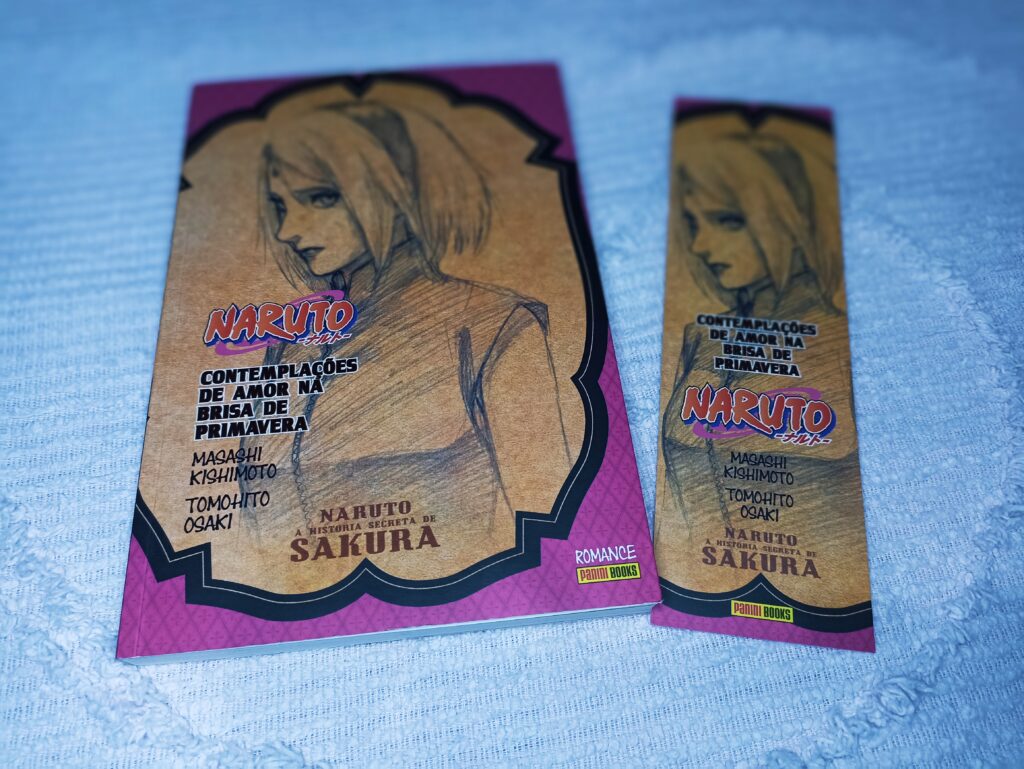 NARUTO
-ナルト-
CONTEMPLAÇÕES
DE AMOR NA
BRISA DE
PRIMAVERA
MASASHI
KISHIMOTO
TOMOHITO
OSAKI
NARUTO
A HISTÓRIA SECRETA DE
SAKURA
ROMANCE
PANINI BOOKS
CONTEMPLAÇÕES
DE AMOR NA
BRISA DE
PRIMAVERA
NARUTO
-ナルト-
MASASHI
KISHIMOTO
TOMOHITO
OSAKI
NARUTO
A HISTÓRIA SECRETA DE
SAKURA
PANINI BOOKS